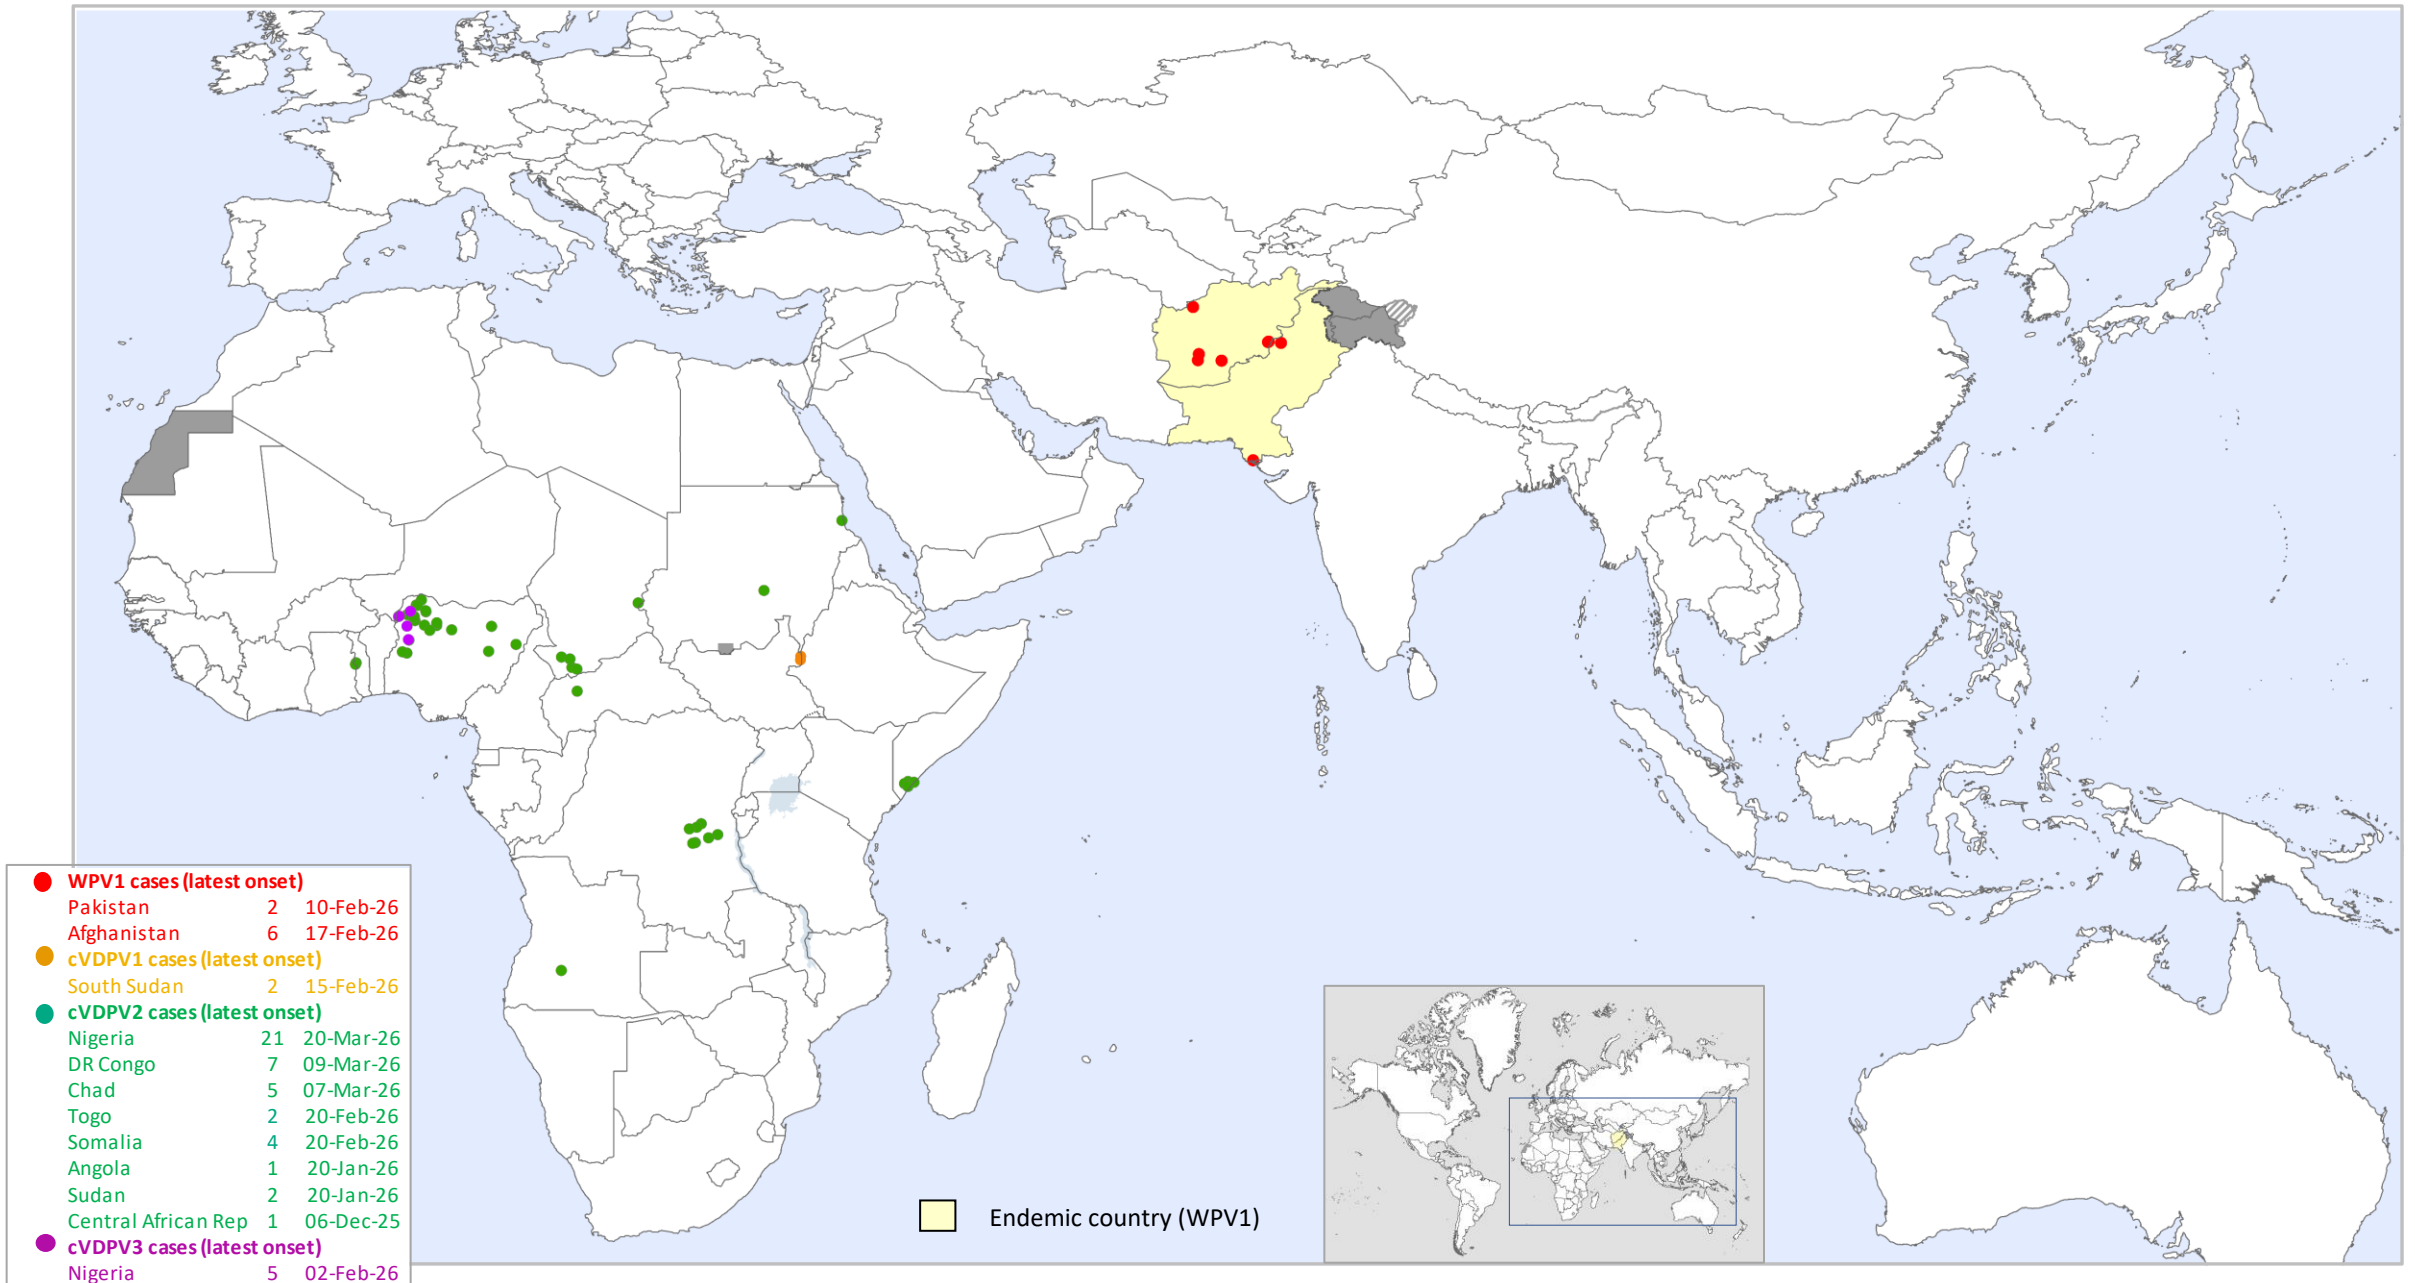 WPV1 cases (latest onset)
Pakistan 2 10-Feb-26
Afghanistan 6 17-Feb-26
cVDPV1 cases (latest onset)
South Sudan 2 15-Feb-26
cVDPV2 cases (latest onset)
Nigeria 21 20-Mar-26
DR Congo 7 09-Mar-26
Chad 5 07-Mar-26
Togo 2 20-Feb-26
Somalia 4 20-Feb-26
Angola 1 20-Jan-26
Sudan 2 20-Jan-26
Central African Rep 1 06-Dec-25
cVDPV3 cases (latest onset)
Nigeria 5 02-Feb-26
Endemic country (WPV1)